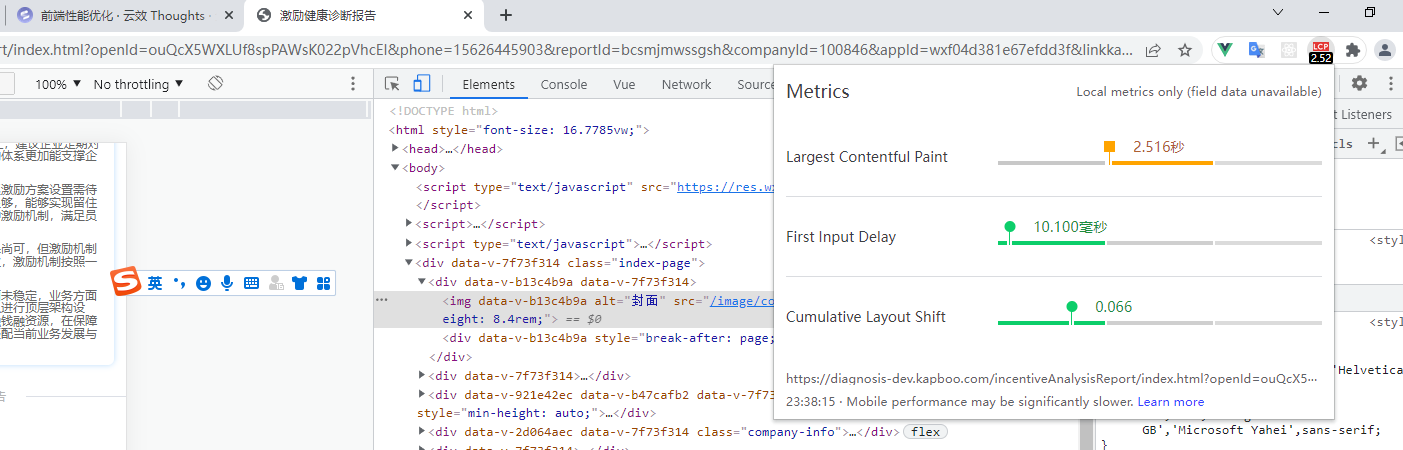 前端性能优化 · 云效 Thoughts ·
激励健康诊断报告
rt/index.html?openId=ouQcX5WXLUf8spPAWsK022pVhcEI&phone=15626445903&reportId=bcsmjmwssgsh&companyId=100846&appId=wxf04d381e67efdd3f&linkka...
LCP
2.52
100% ▼ No throttling ▼
Elements Console Vue Network Sourc
Metrics
Local metrics only (field data unavailable)
Largest Contentful Paint
2.516秒
First Input Delay
10.100毫秒
Cumulative Layout Shift
0.066
https://diagnosis-dev.kapboo.com/incentiveAnalysisReport/index.html?openId=ouQcX5···
23:38:15 · Mobile performance may be significantly slower. Learn more
t Listeners
cls
<styl
<styl
'Helvetica
GB','Microsoft Yahei',sans-serif;
}
<!DOCTYPE html>
<html style="font-size: 16.7785vw;">
<head>…</head>
<body>
<script type="text/javascript" src="https://res.wx
</script>
<script>…</script>
<script type="text/javascript">…</script>
<div data-v-7f73f314 class="index-page">
<div data-v-b13c4b9a data-v-7f73f314>
<img data-v-b13c4b9a alt="封面" src="/image/co
eight: 8.4rem;"> == $0
<div data-v-b13c4b9a style="break-after: page;
</div>
<div data-v-7f73f314>…</div>
<div data-v-921e42ec data-v-b47cafb2 data-v-7f73
style="min-height: auto;">…</div>
<div data-v-2d064aec data-v-7f73f314 class="company-info">…</div> flex
<div data-v-7f73f314>…</div>
，建议企业定期对
体系更加能支撑企
激励方案设置需待
够，能够实现留住
激励机制，满足员
尚可，但激励机制
，激励机制按照一
未稳定，业务方面
进行顶层架构设
钱融资源，在保障
配当前业务发展与
告
S 英